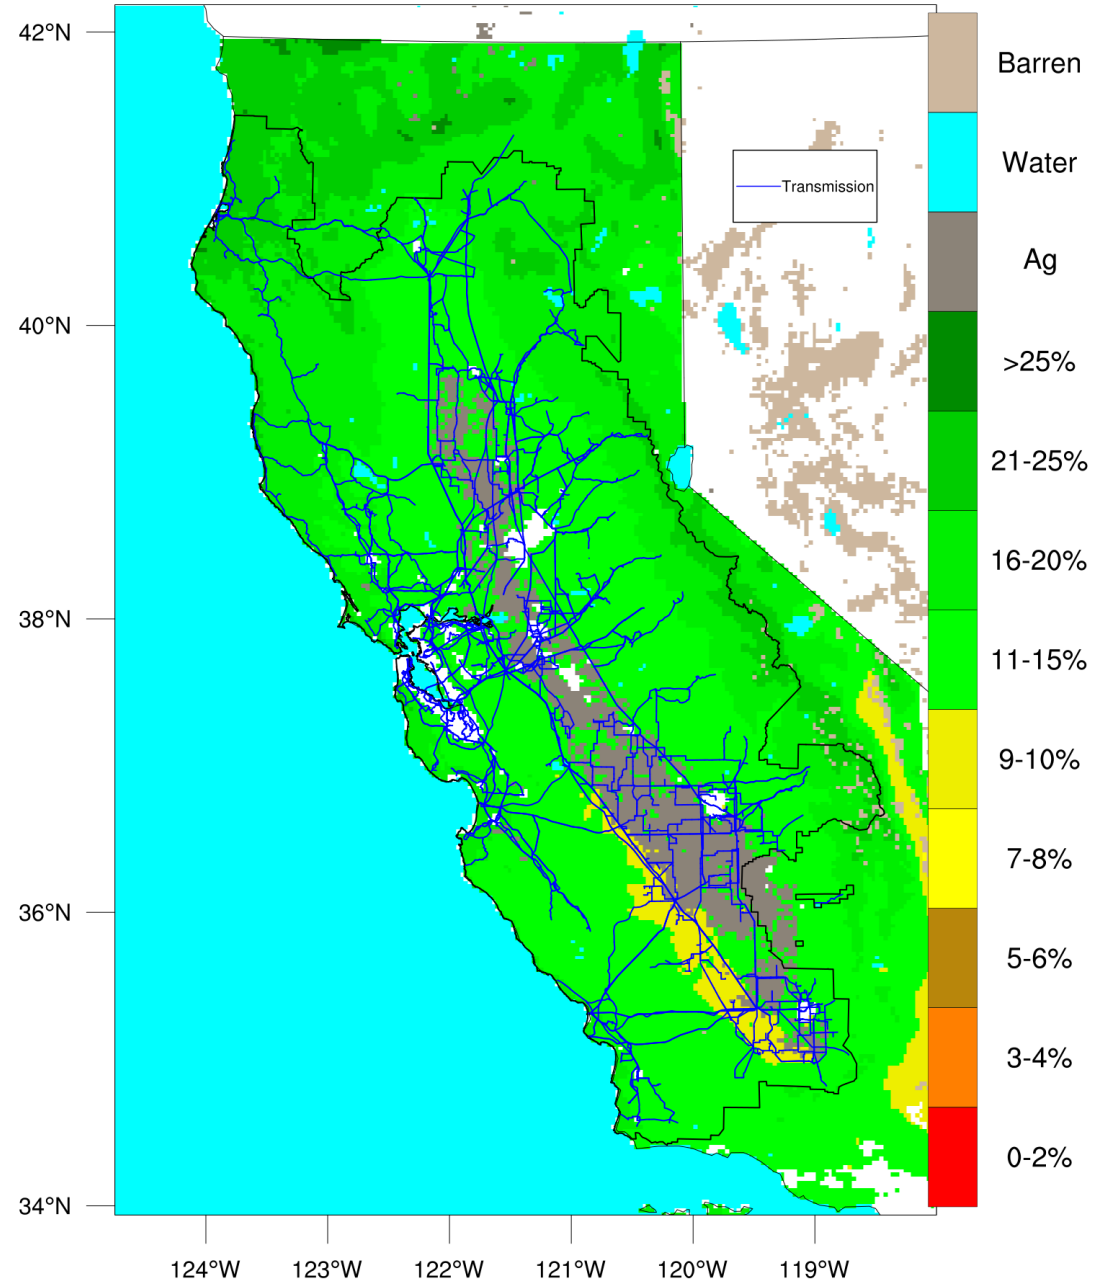 42°N
40°N
38°N
36°N
34°N
124°W
123°W
122°W
121°W
120°W
119°W
Transmission
Barren
Water
Ag
>25%
21-25%
16-20%
11-15%
9-10%
7-8%
5-6%
3-4%
0-2%